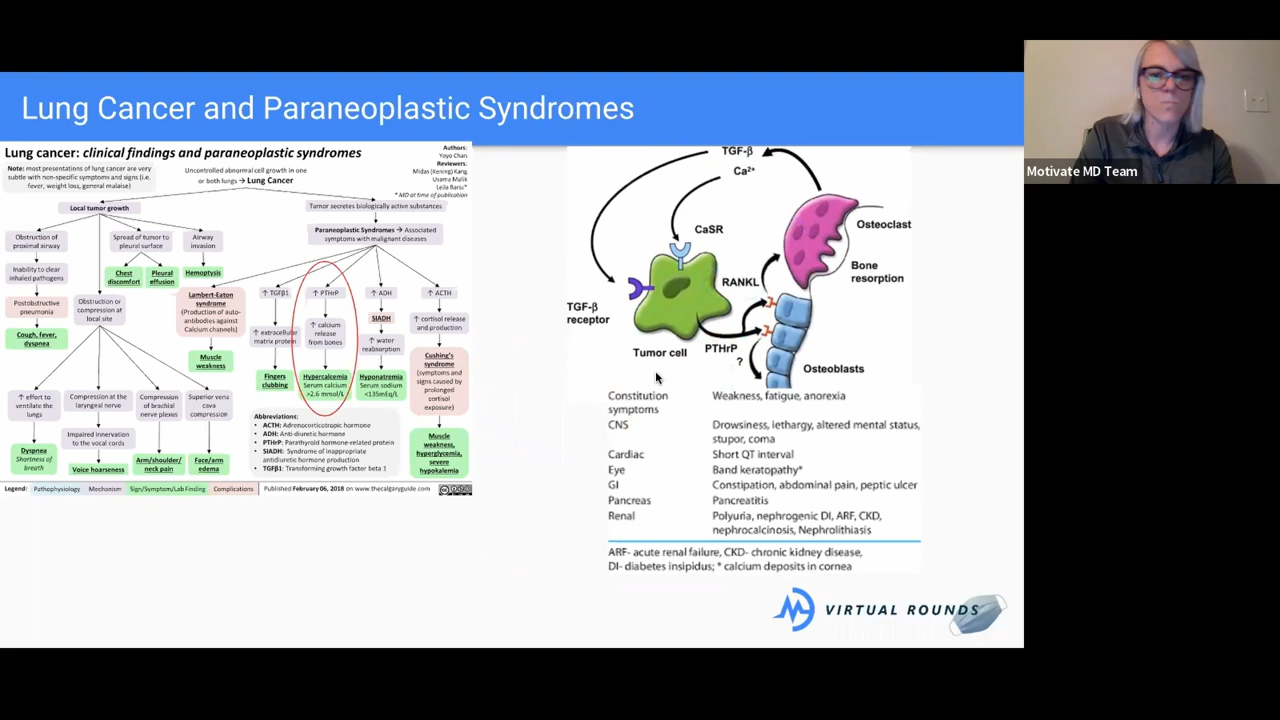 Lung Cancer and Paraneoplastic Syndromes
Lung cancer: clinical findings and paraneoplastic syndromes
Authors:
Yoyo Chan
Reviewers:
Midas (Kening) Kang
Usama Malik
Leila Barss*
* MD at time of publication
Note: most presentations of lung cancer are very
subtle with non-specific symptoms and signs (i.e.
fever, weight loss, general malaise)
Uncontrolled abnormal cell growth in one
or both lungs → Lung Cancer
Local tumor growth
Tumor secretes biologically active substances
Paraneoplastic Syndromes → Associated
symptoms with malignant diseases
Obstruction of
proximal airway
Spread of tumor to
pleural surface
Airway
invasion
Inability to clear
inhaled pathogens
Chest
discomfort
Pleural
effusion
Hemoptysis
Postobstructive
pneumonia
Cough, fever,
dyspnea
Obstruction or
compression at
local site
Lambert-Eaton
syndrome
(Production of auto-
antibodies against
Calcium channels)
Muscle
weakness
↑ TGFβ1
↑ PTHrP
↑ ADH
↑ ACTH
↑ extracellular
matrix protein
↑ calcium
release
from bones
SIADH
↑ water
reabsorption
↑ cortisol release
and production
Fingers
clubbing
Hypercalcemia
Serum calcium
>2.6 mmol/L
Hyponatremia
Serum sodium
<135mEq/L
Cushing's
syndrome
(symptoms and
signs caused by
prolonged
cortisol
exposure)
Muscle
weakness,
hyperglycemia,
severe
hypokalemia
↑ effort to
ventilate the
lungs
Compression at the
laryngeal nerve
Compression of
brachial
nerve plexus
Superior vena
cava
compression
Impaired innervation
to the vocal cords
Dyspnea
Shortness of
breath
Voice hoarseness
Arm/shoulder/
neck pain
Face/arm
edema
Abbreviations:
• ACTH: Adrenocorticotropic hormone
• ADH: Anti-diuretic hormone
• PTHrP: Parathyroid hormone-related protein
• SIADH: Syndrome of inappropriate
antidiuretic hormone production
• TGFβ1: Transforming growth factor beta 1
Legend: Pathophysiology Mechanism Sign/Symptom/Lab Finding Complications Published February 06, 2018 on www.thecalgaryguide.com
TGF-β
Ca²⁺
CaSR
Osteoclast
RANKL
Bone
resorption
TGF-β
receptor
Tumor cell
PTHrP
?
Osteoblasts
Constitution
symptoms
Weakness, fatigue, anorexia
CNS
Drowsiness, lethargy, altered mental status,
stupor, coma
Cardiac
Short QT interval
Eye
Band keratopathy*
GI
Constipation, abdominal pain, peptic ulcer
Pancreas
Pancreatitis
Renal
Polyuria, nephrogenic DI, ARF, CKD,
nephrocalcinosis, Nephrolithiasis
ARF- acute renal failure, CKD- chronic kidney disease,
DI- diabetes insipidus; * calcium deposits in cornea
VIRTUAL ROUNDS
Motivate MD Team